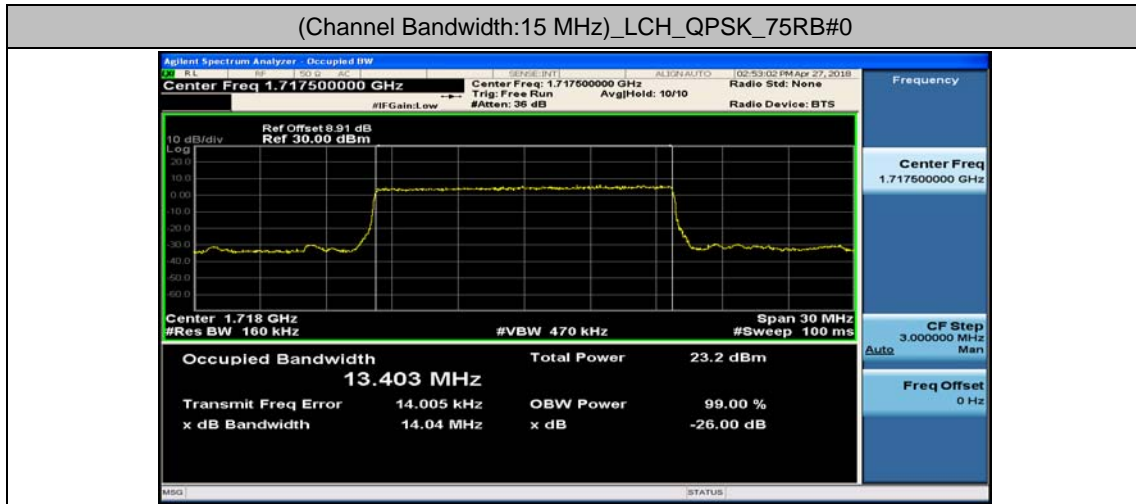 (Channel Bandwidth:15 MHz)_LCH_QPSK_75RB#0
Agilent Spectrum Analyzer - Occupied BW
RL RF 50 Ω AC SENSE:INT ALIGN AUTO 02:53:02 PM Apr 27, 2018
Center Freq 1.717500000 GHz
Center Freq: 1.717500000 GHz Radio Std: None
Trig: Free Run Avg|Hold: 10/10
#IFGain:Low #Atten: 36 dB Radio Device: BTS
Ref Offset 8.91 dB
10 dB/div Ref 30.00 dBm
Log
20.0
10.0
0.00
-10.0
-20.0
-30.0
-40.0
-50.0
-60.0
Center 1.718 GHz Span 30 MHz
#Res BW 160 kHz #VBW 470 kHz #Sweep 100 ms
Occupied Bandwidth Total Power 23.2 dBm
13.403 MHz
Transmit Freq Error 14.005 kHz OBW Power 99.00 %
x dB Bandwidth 14.04 MHz x dB -26.00 dB
MSG STATUS
Frequency
Center Freq
1.717500000 GHz
CF Step
3.000000 MHz
Auto Man
Freq Offset
0 Hz